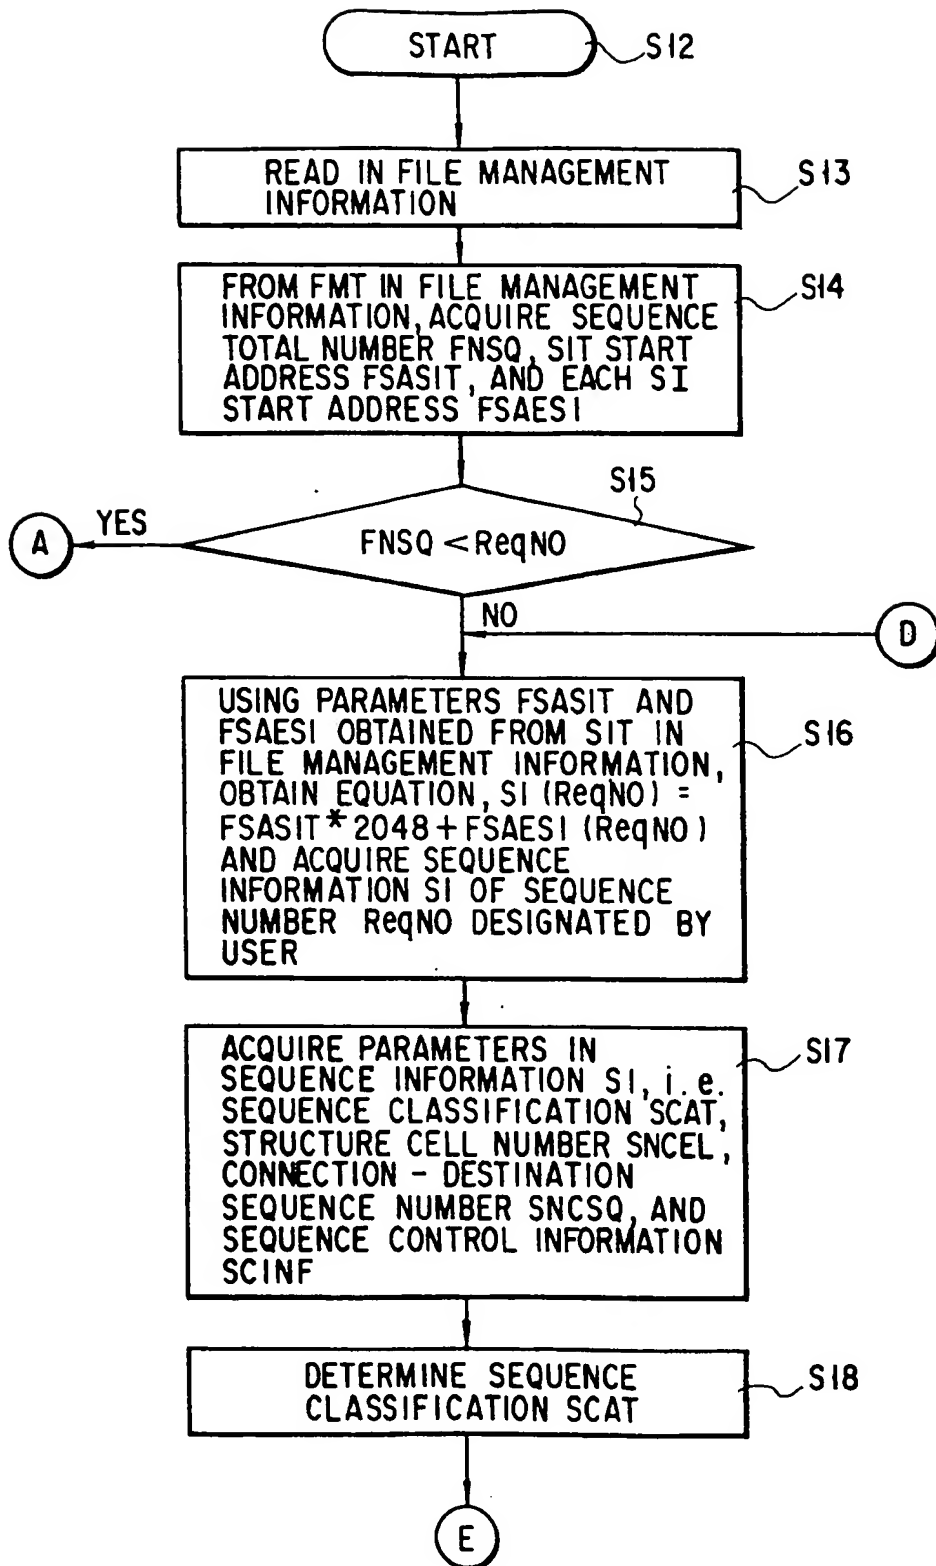 START
S12
READ IN FILE MANAGEMENT
INFORMATION
S13
FROM FMT IN FILE MANAGEMENT
INFORMATION, ACQUIRE SEQUENCE
TOTAL NUMBER FNSQ, SIT START
ADDRESS FSASIT, AND EACH SI
START ADDRESS FSAESI
S14
S15
FNSQ < ReqNO
YES
A
NO
D
USING PARAMETERS FSASIT AND
FSAESI OBTAINED FROM SIT IN
FILE MANAGEMENT INFORMATION,
OBTAIN EQUATION, SI (ReqNO) =
FSASIT * 2048 + FSAESI (ReqNO)
AND ACQUIRE SEQUENCE
INFORMATION SI OF SEQUENCE
NUMBER ReqNO DESIGNATED BY
USER
S16
ACQUIRE PARAMETERS IN
SEQUENCE INFORMATION SI, i.e.
SEQUENCE CLASSIFICATION SCAT,
STRUCTURE CELL NUMBER SNCEL,
CONNECTION - DESTINATION
SEQUENCE NUMBER SNCSQ, AND
SEQUENCE CONTROL INFORMATION
SCINF
S17
DETERMINE SEQUENCE
CLASSIFICATION SCAT
S18
E